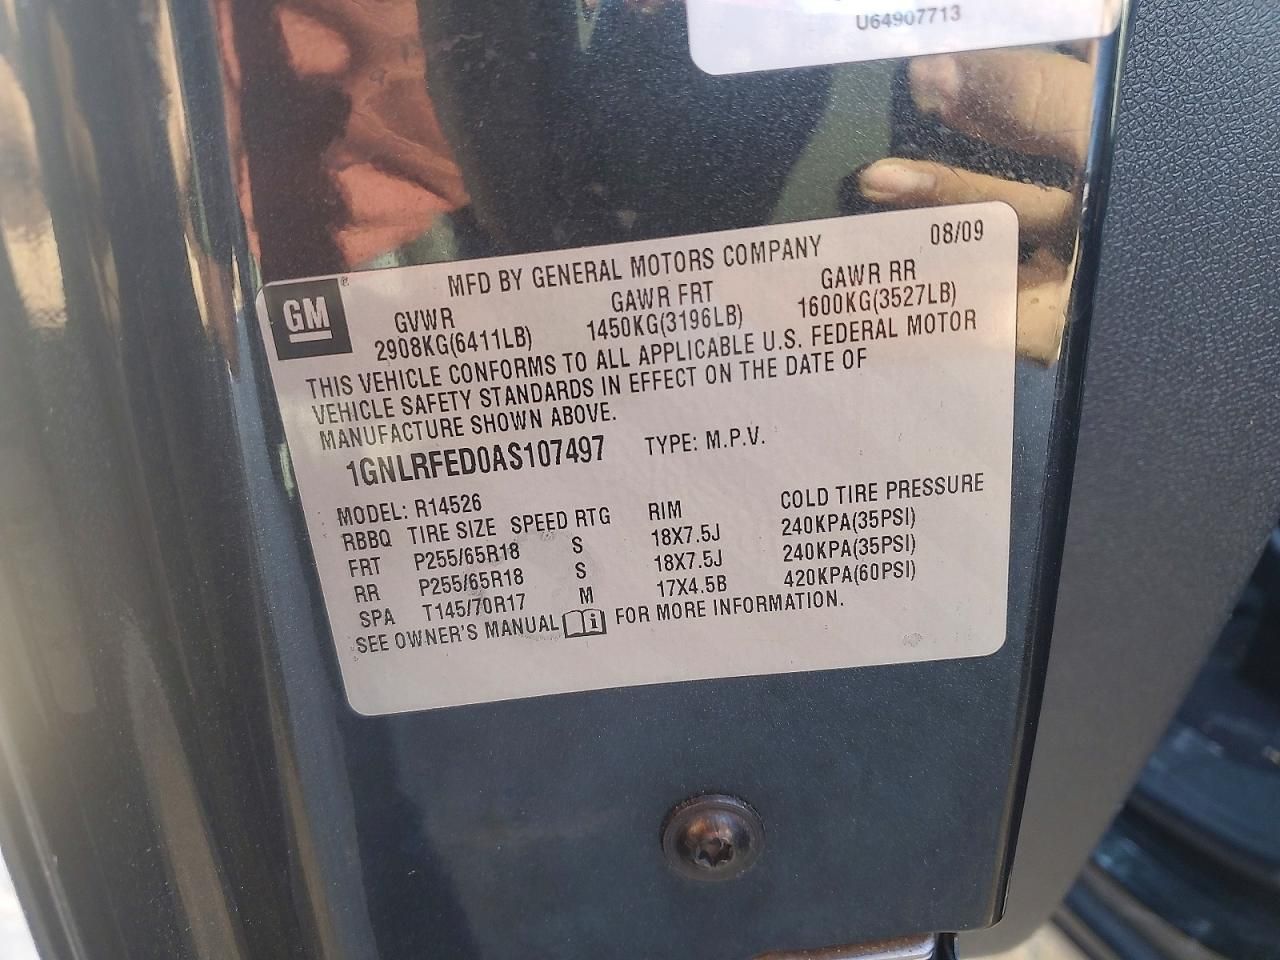 U64907713
GM
MFD BY GENERAL MOTORS COMPANY 08/09
GVWR GAWR FRT GAWR RR
2908KG(6411LB) 1450KG(3196LB) 1600KG(3527LB)
THIS VEHICLE CONFORMS TO ALL APPLICABLE U.S. FEDERAL MOTOR
VEHICLE SAFETY STANDARDS IN EFFECT ON THE DATE OF
MANUFACTURE SHOWN ABOVE.
1GNLRFED0AS107497 TYPE: M.P.V.
MODEL: R14526
RBBQ TIRE SIZE SPEED RTG RIM COLD TIRE PRESSURE
FRT P255/65R18 S 18X7.5J 240KPA(35PSI)
RR P255/65R18 S 18X7.5J 240KPA(35PSI)
SPA T145/70R17 M 17X4.5B 420KPA(60PSI)
SEE OWNER'S MANUAL FOR MORE INFORMATION.